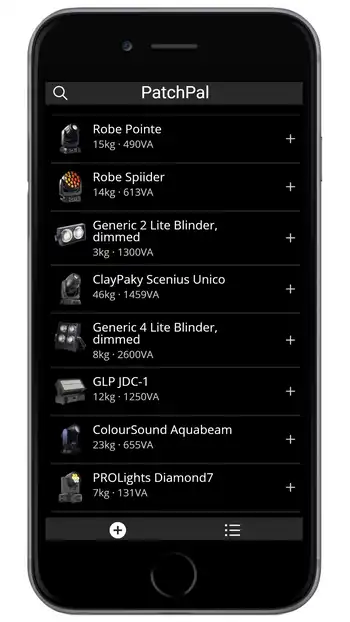 PatchPal
Robe Pointe
15kg · 490VA
Robe Spiider
14kg · 613VA
Generic 2 Lite Blinder,
dimmed
3kg · 1300VA
ClayPaky Scenius Unico
46kg · 1459VA
Generic 4 Lite Blinder,
dimmed
8kg · 2600VA
GLP JDC-1
12kg · 1250VA
ColourSound Aquabeam
23kg · 655VA
PROLights Diamond7
7kg · 131VA